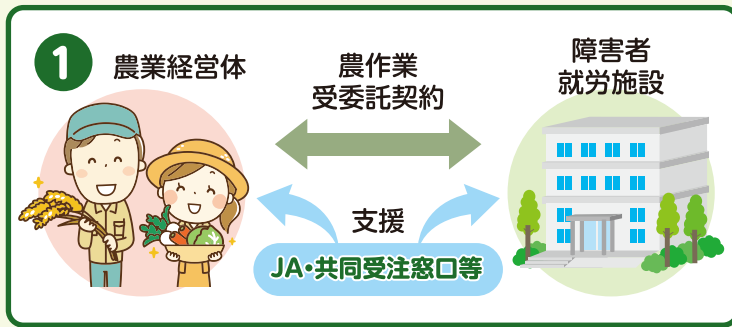 1
農業経営体
農作業
受委託契約
障害者
就労施設
支援
JA・共同受注窓口等